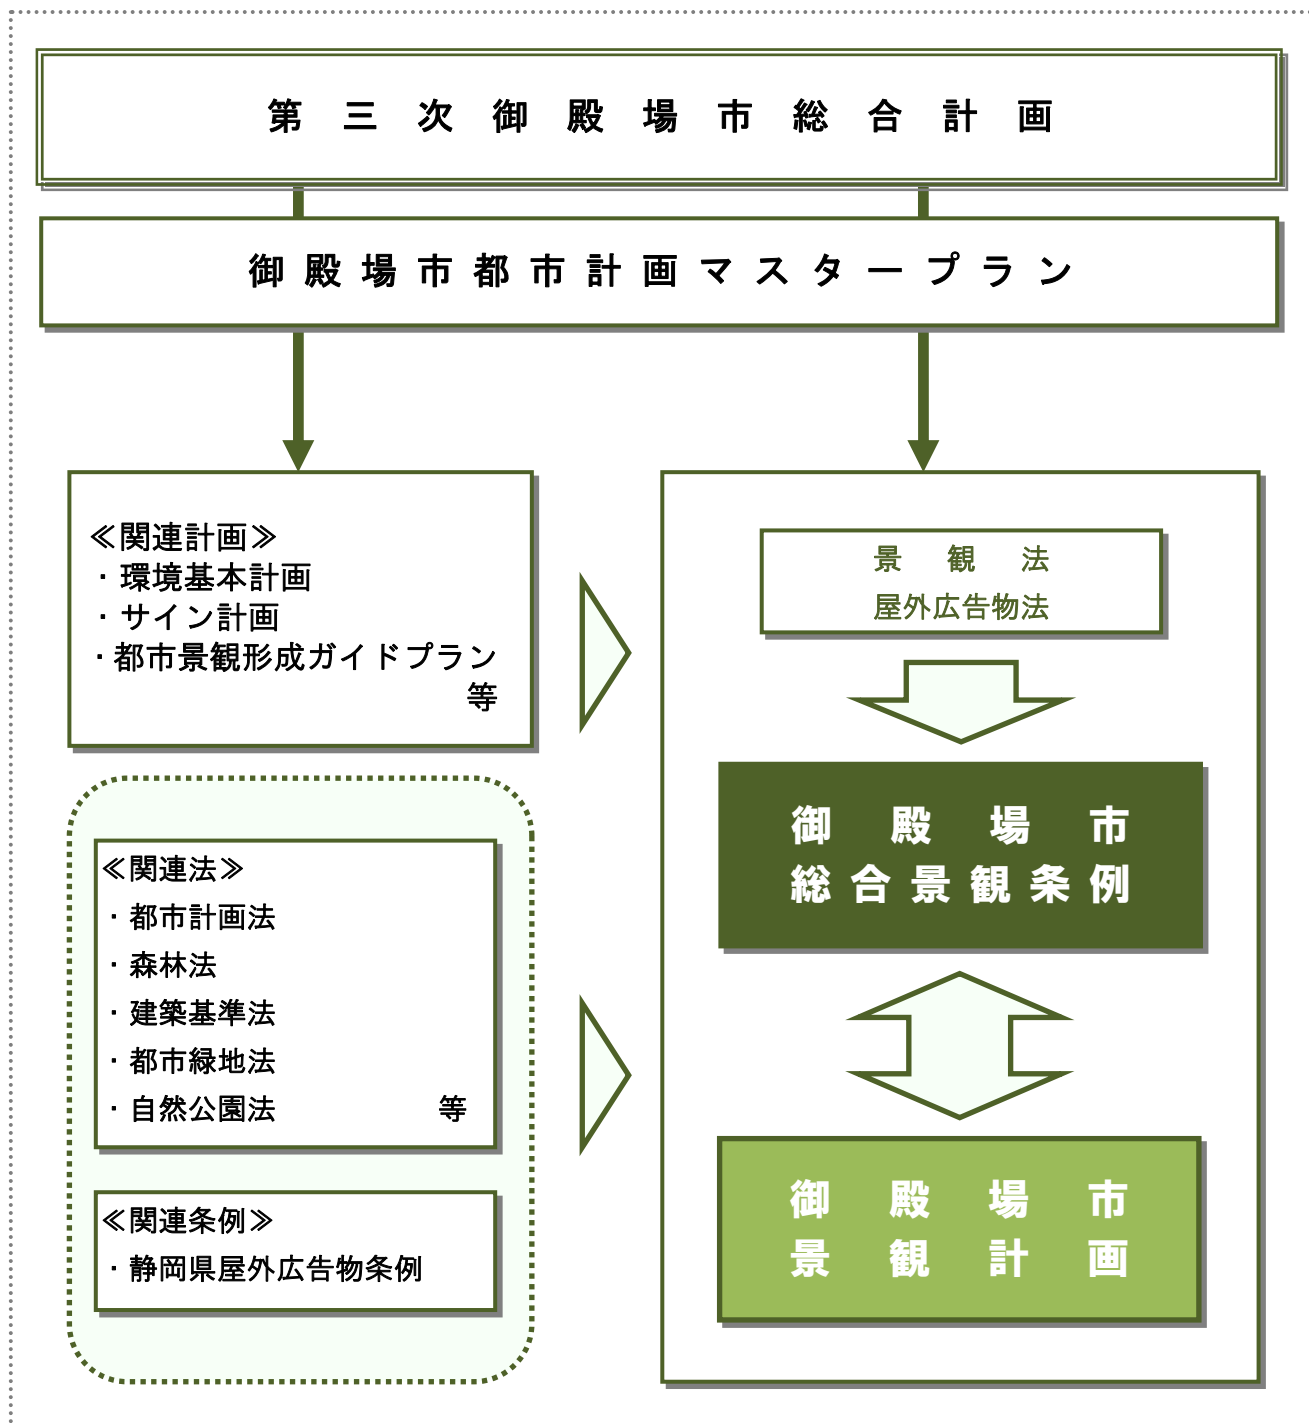 第三次御殿場市総合計画
御殿場市都市計画マスタープラン
≪関連計画≫
・環境基本計画
・サイン計画
・都市景観形成ガイドプラン
等
≪関連法≫
・都市計画法
・森林法
・建築基準法
・都市緑地法
・自然公園法 等
≪関連条例≫
・静岡県屋外広告物条例
景観法
屋外広告物法
御殿場市
総合景観条例
御殿場市
景観計画